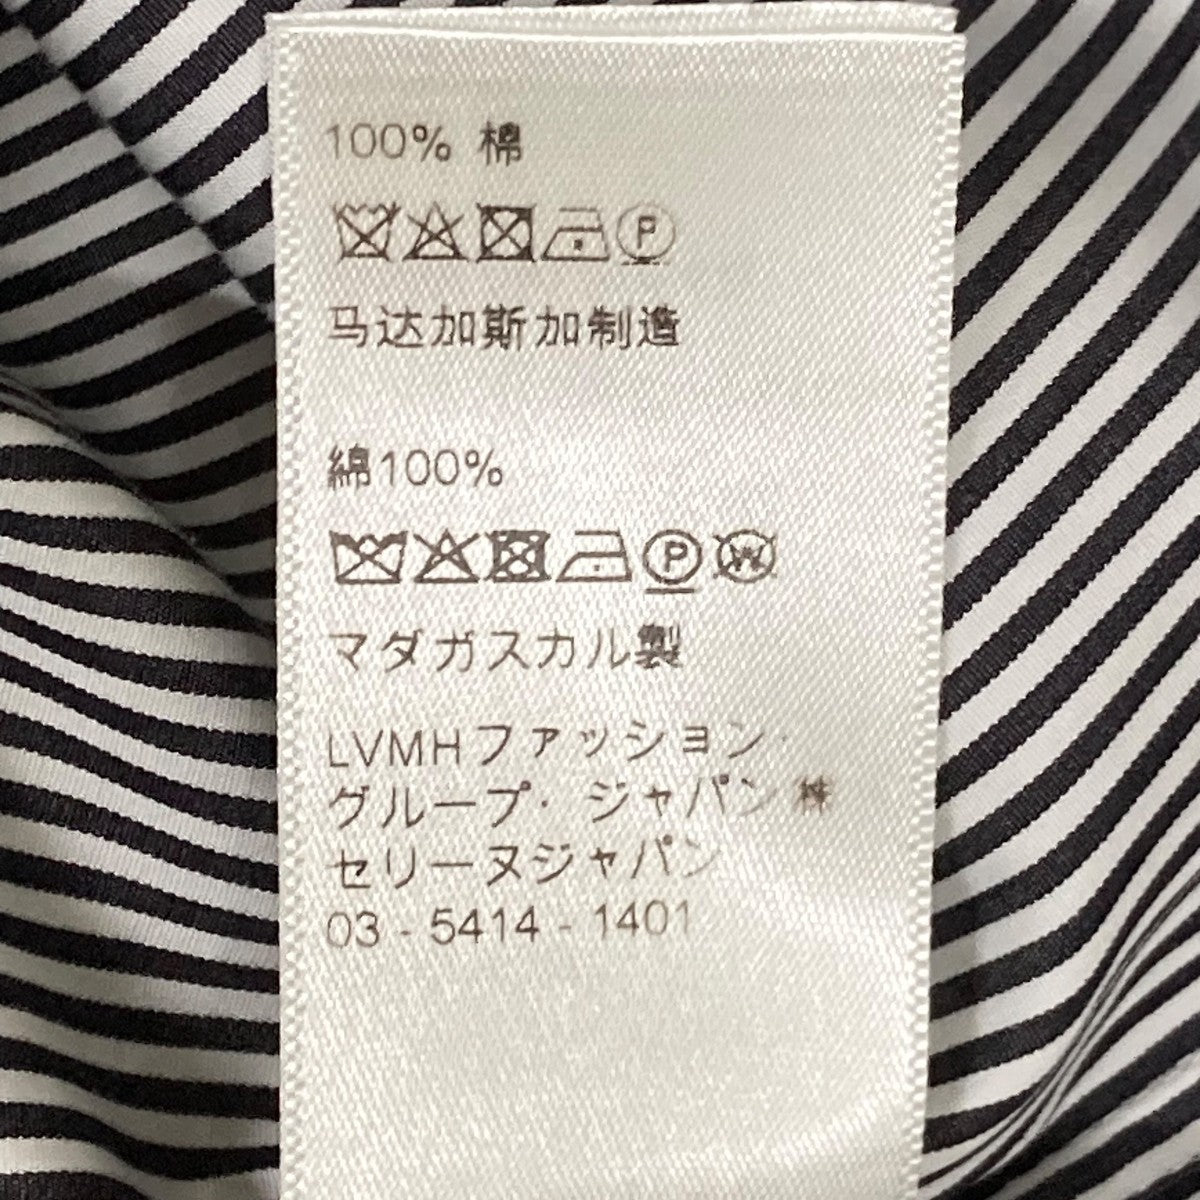 100% 棉
P
马达加斯加制造
綿100%
P W
マダガスカル製
LVMHファッション・
グループ・ジャパン 株
セリーヌジャパン
03 - 5414 - 1401